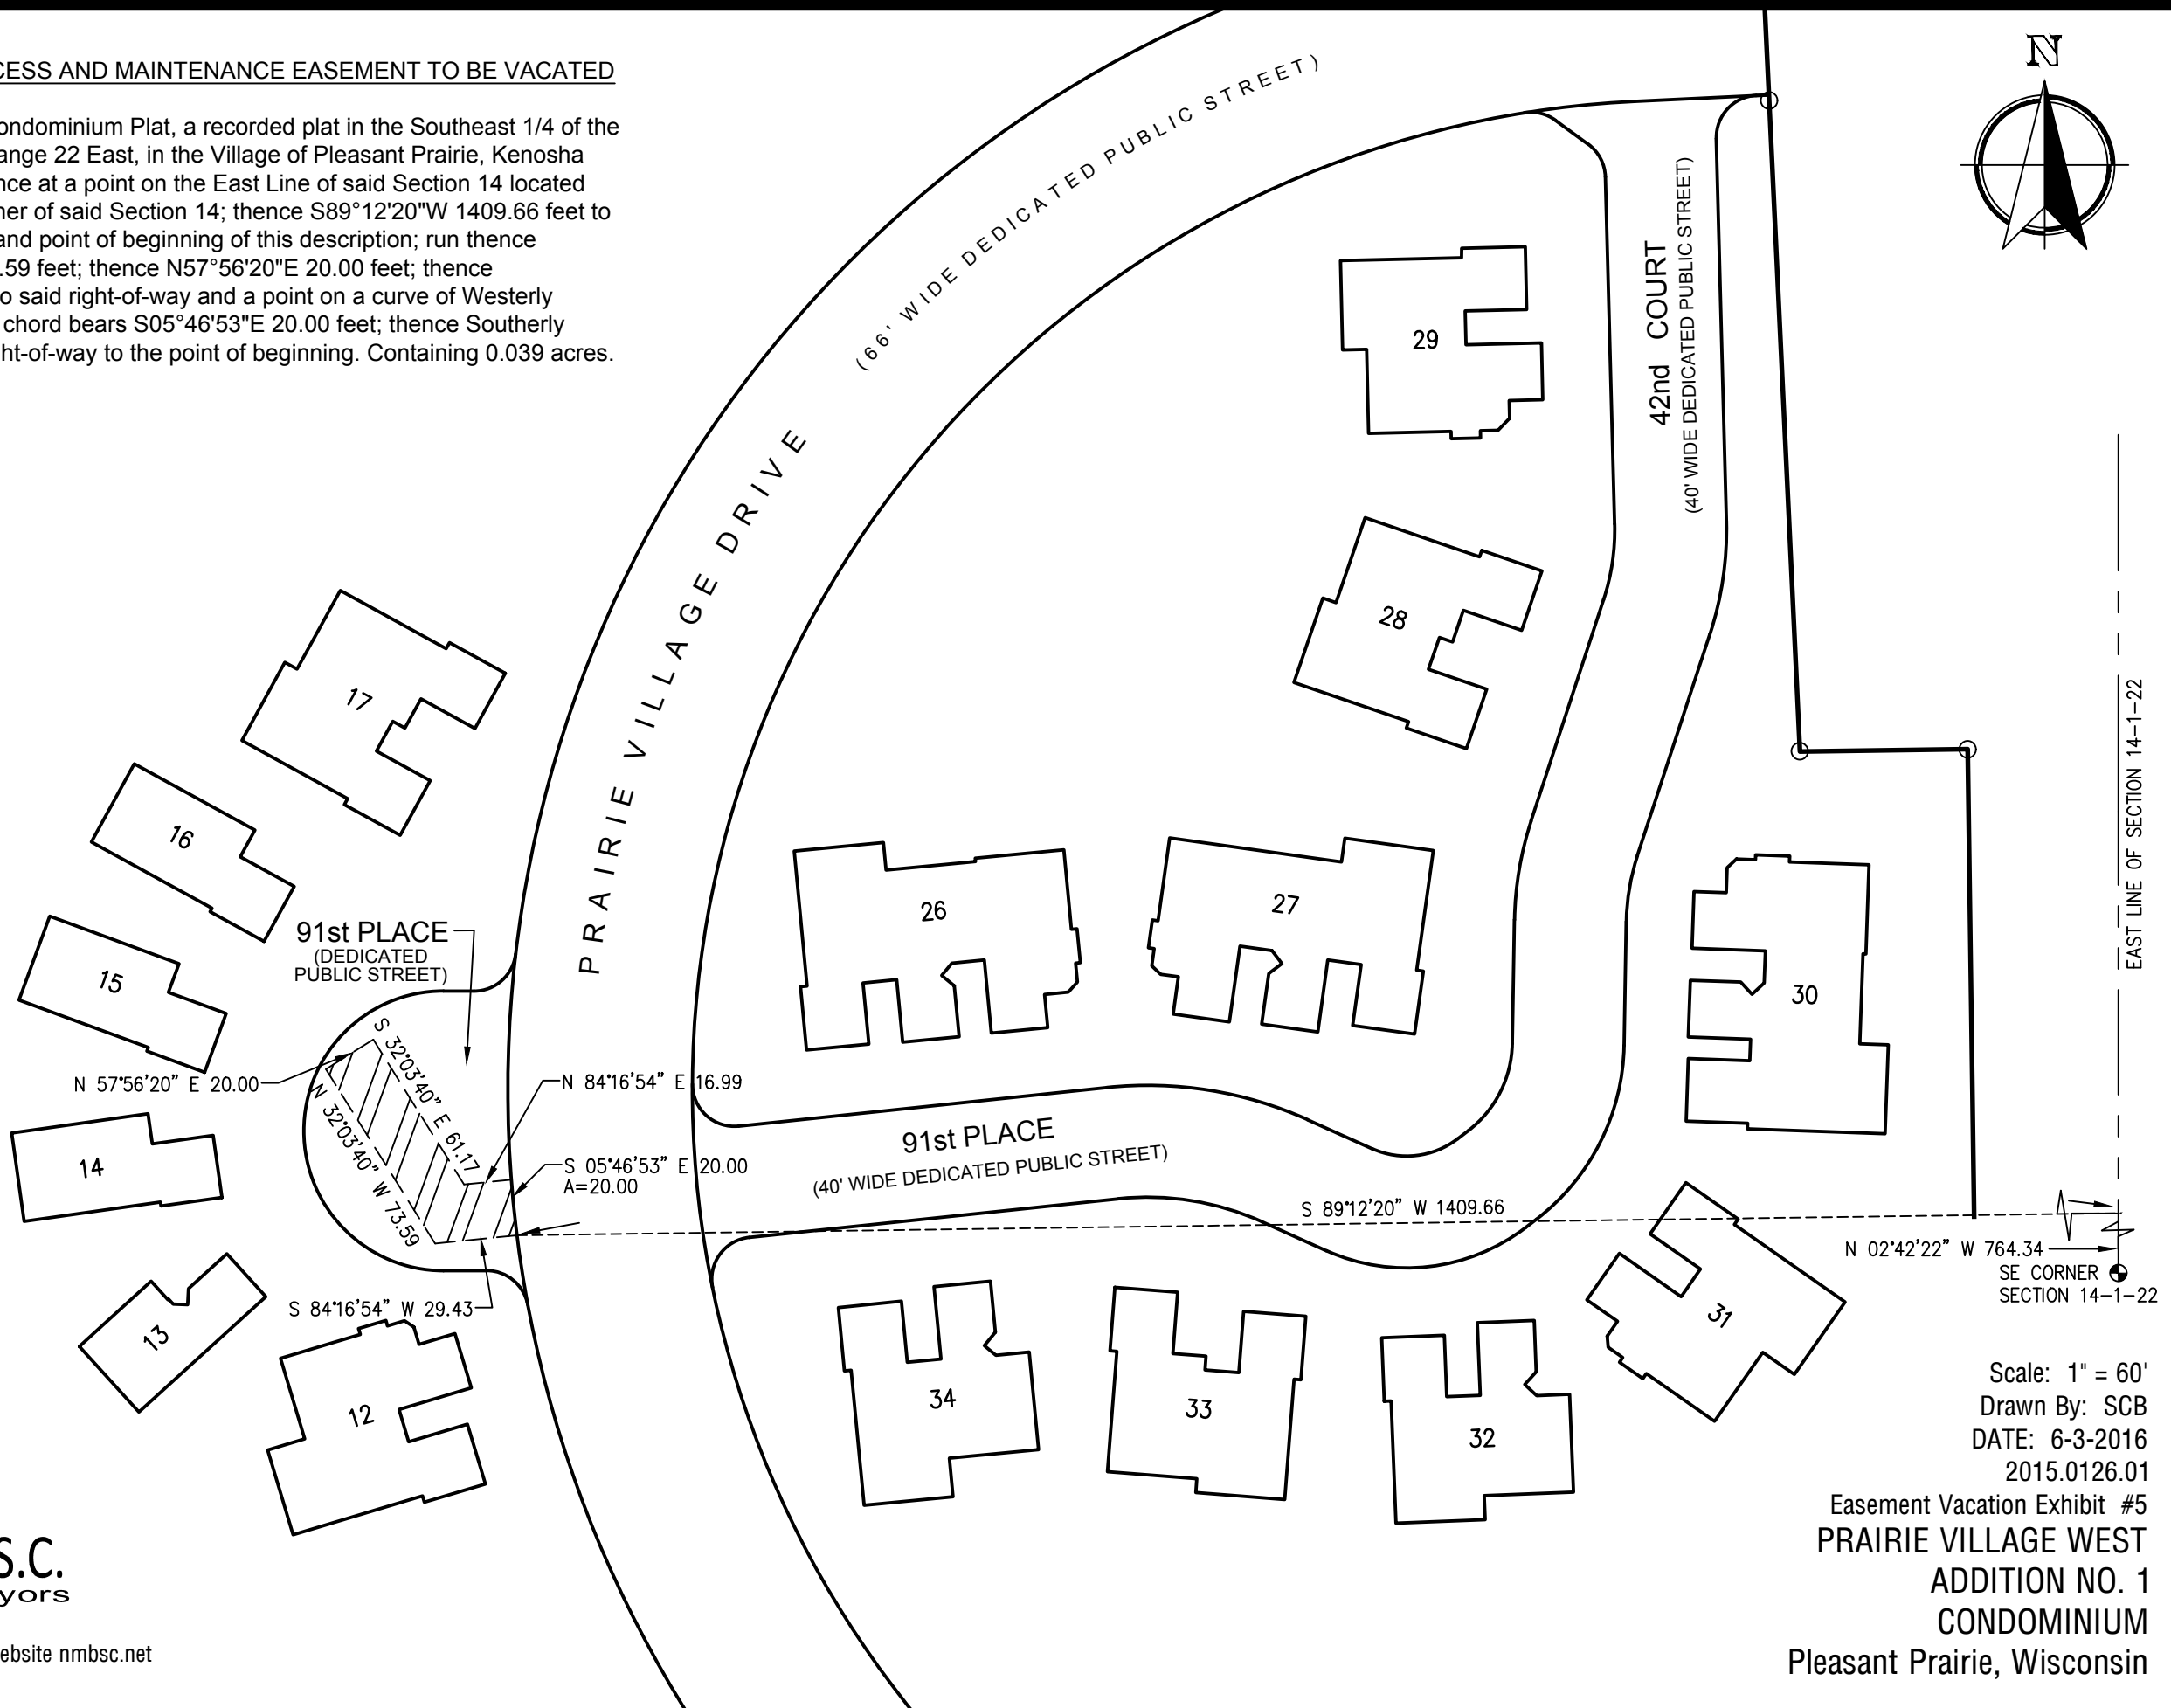 CESS AND MAINTENANCE EASEMENT TO BE VACATED
ondominium Plat, a recorded plat in the Southeast 1/4 of the
ange 22 East, in the Village of Pleasant Prairie, Kenosha
nce at a point on the East Line of said Section 14 located
ner of said Section 14; thence S89°12'20"W 1409.66 feet to
and point of beginning of this description; run thence
.59 feet; thence N57°56'20"E 20.00 feet; thence
o said right-of-way and a point on a curve of Westerly
chord bears S05°46'53"E 20.00 feet; thence Southerly
ht-of-way to the point of beginning. Containing 0.039 acres.
N
PRAIRIE VILLAGE DRIVE (66' WIDE DEDICATED PUBLIC STREET)
42nd COURT
(40' WIDE DEDICATED PUBLIC STREET)
29
28
17
16
15
14
13
12
26
27
30
31
32
33
34
EAST LINE OF SECTION 14-1-22
91st PLACE
(DEDICATED
PUBLIC STREET)
N 57°56'20" E 20.00
S 32°03'40" E 61.17
N 32°03'40" W 73.59
N 84°16'54" E 16.99
S 05°46'53" E 20.00
A=20.00
S 84°16'54" W 29.43
91st PLACE
(40' WIDE DEDICATED PUBLIC STREET)
S 89°12'20" W 1409.66
N 02°42'22" W 764.34
SE CORNER
SECTION 14-1-22
Scale: 1" = 60'
Drawn By: SCB
DATE: 6-3-2016
2015.0126.01
Easement Vacation Exhibit #5
PRAIRIE VILLAGE WEST
ADDITION NO. 1
CONDOMINIUM
Pleasant Prairie, Wisconsin
S.C.
yors
ebsite nmbsc.net